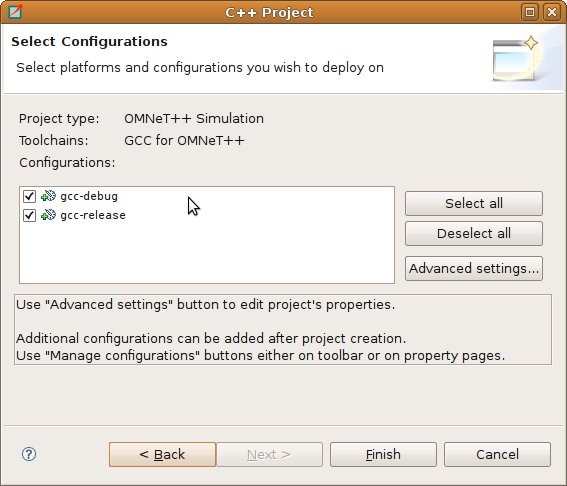 C++ Project
Select Configurations
Select platforms and configurations you wish to deploy on
Project type: OMNeT++ Simulation
Toolchains: GCC for OMNeT++
Configurations:
gcc-debug
gcc-release
Select all
Deselect all
Advanced settings...
Use "Advanced settings" button to edit project's properties.
Additional configurations can be added after project creation.
Use "Manage configurations" buttons either on toolbar or on property pages.
? < Back Next > Finish Cancel